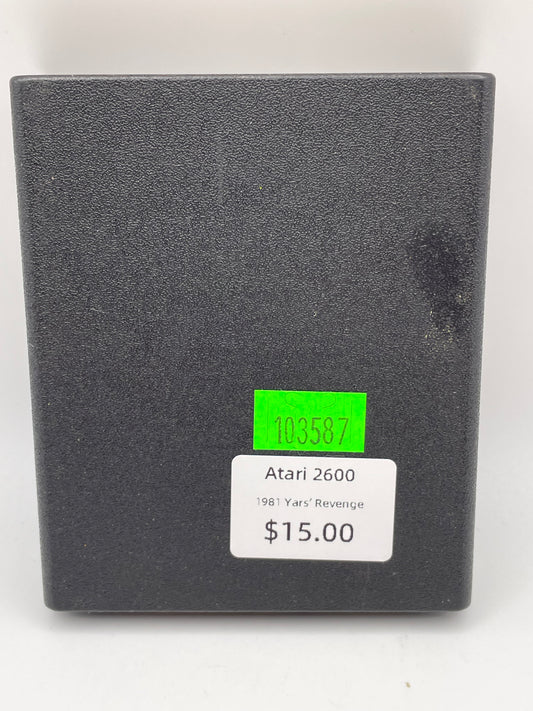 103587
Atari 2600
1981 Yars' Revenge
$15.00